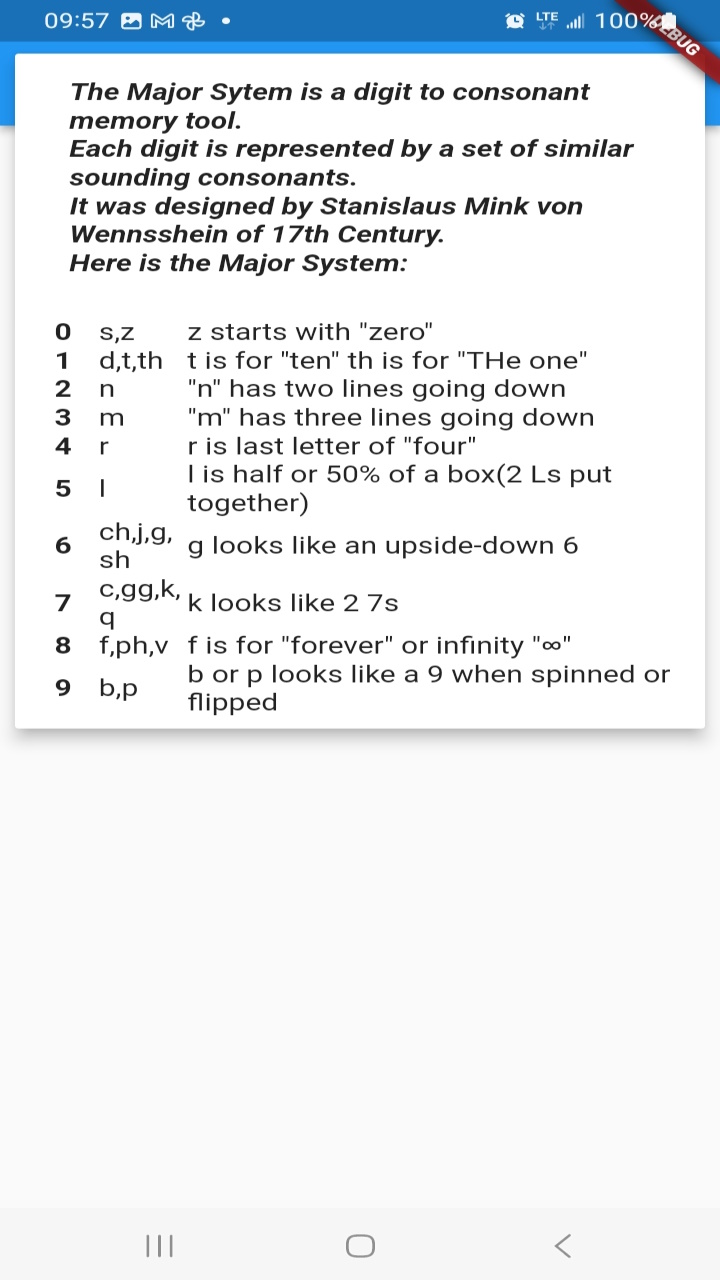 09:57 LTE 100%
DEBUG
The Major Sytem is a digit to consonant
memory tool.
Each digit is represented by a set of similar
sounding consonants.
It was designed by Stanislaus Mink von
Wennsshein of 17th Century.
Here is the Major System:
0 s,z z starts with "zero"
1 d,t,th t is for "ten" th is for "THe one"
2 n "n" has two lines going down
3 m "m" has three lines going down
4 r r is last letter of "four"
5 l l is half or 50% of a box(2 Ls put
together)
6 ch,j,g,
sh g looks like an upside-down 6
7 c,gg,k,
q k looks like 2 7s
8 f,ph,v f is for "forever" or infinity "∞"
9 b,p b or p looks like a 9 when spinned or
flipped